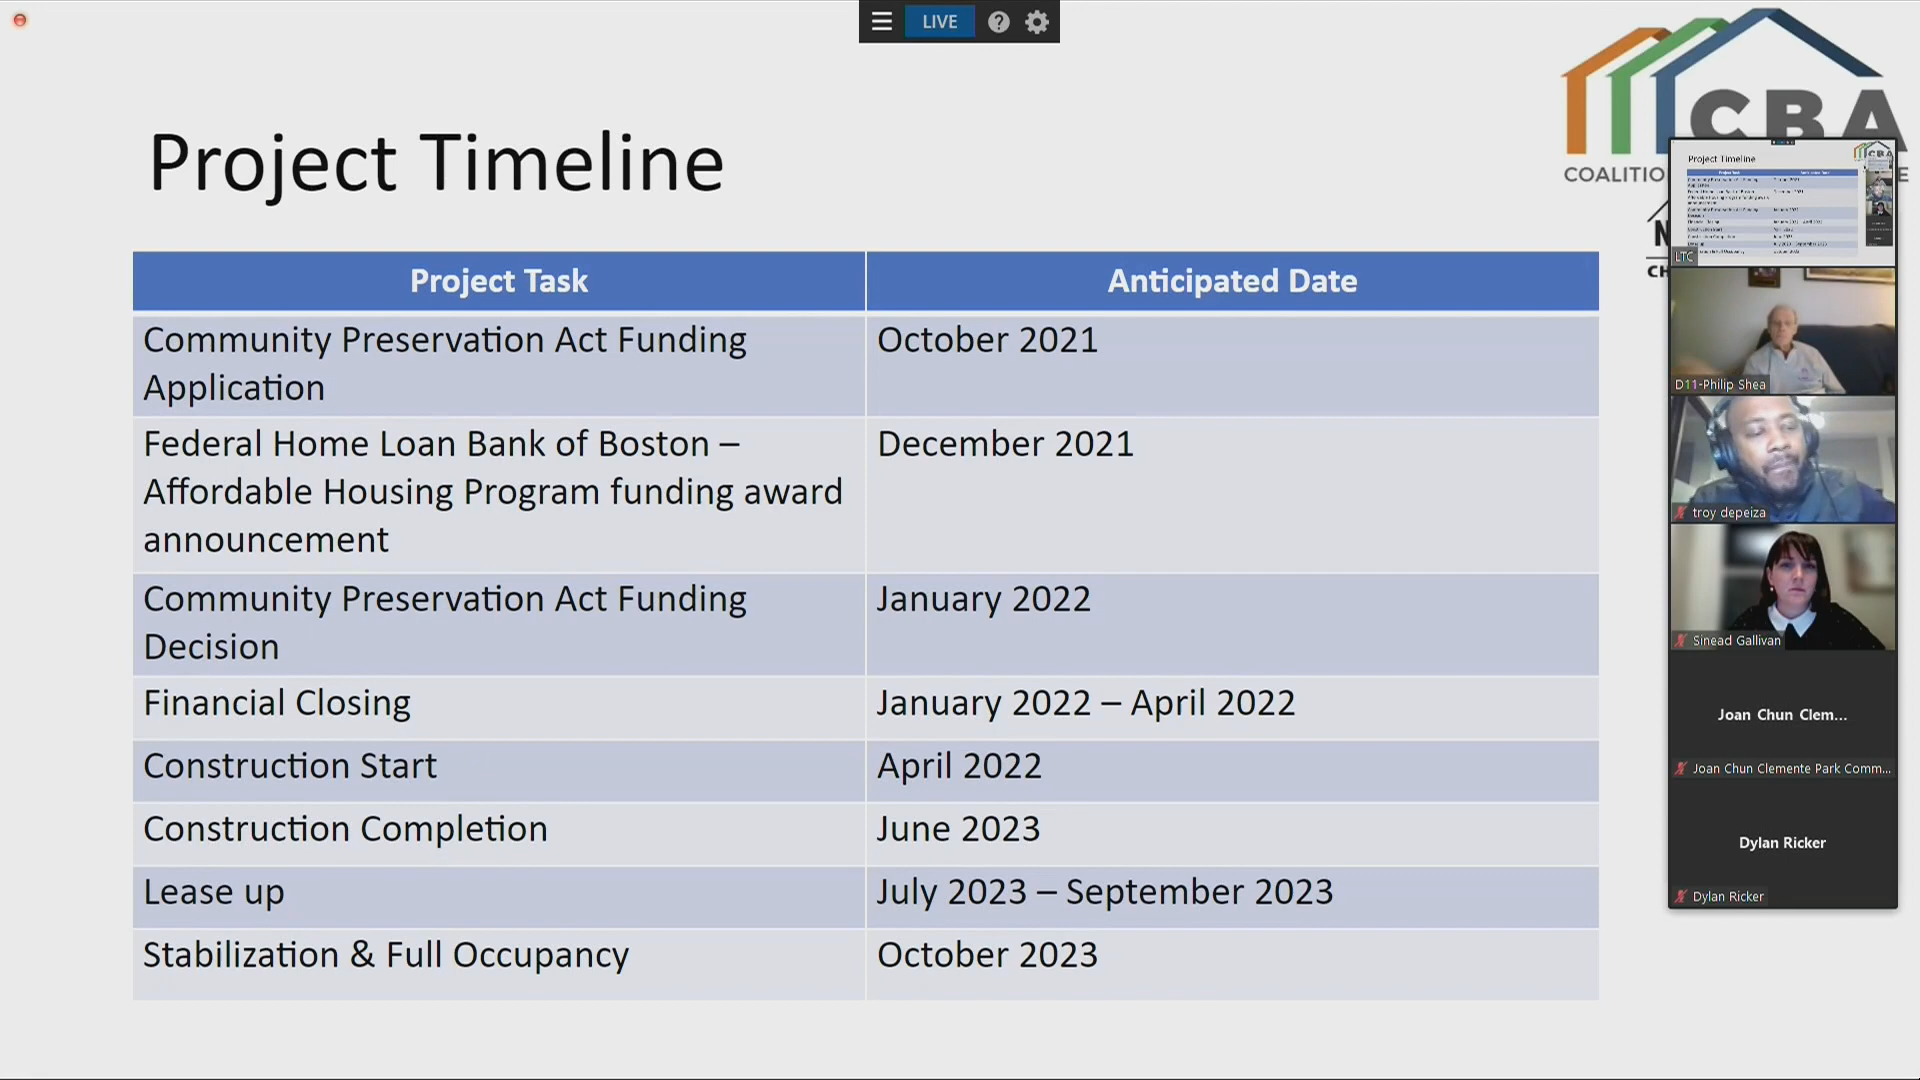 LIVE
CBA
COALITIO
Project Timeline
Project Task
Anticipated Date
Community Preservation Act Funding
Application
October 2021
Federal Home Loan Bank of Boston –
Affordable Housing Program funding award
announcement
December 2021
Community Preservation Act Funding
Decision
January 2022
Financial Closing
January 2022 – April 2022
Construction Start
April 2022
Construction Completion
June 2023
Lease up
July 2023 – September 2023
Stabilization & Full Occupancy
October 2023
Project Timeline
LTC
D11-Philip Shea
troy depeiza
Sinead Gallivan
Joan Chun Clem...
Joan Chun Clemente Park Comm...
Dylan Ricker
Dylan Ricker